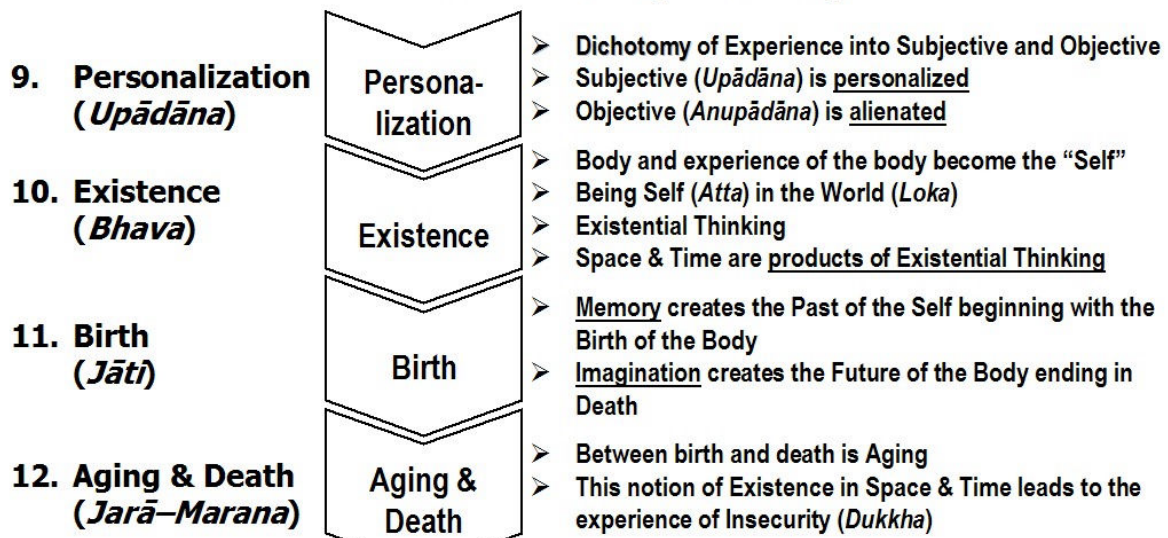 9. Personalization
(Upādāna)
Persona-
lization
➢ Dichotomy of Experience into Subjective and Objective
➢ Subjective (Upādāna) is personalized
➢ Objective (Anupādāna) is alienated
10. Existence
(Bhava)
Existence
➢ Body and experience of the body become the “Self”
➢ Being Self (Atta) in the World (Loka)
➢ Existential Thinking
➢ Space & Time are products of Existential Thinking
11. Birth
(Jāti)
Birth
➢ Memory creates the Past of the Self beginning with the
Birth of the Body
➢ Imagination creates the Future of the Body ending in
Death
12. Aging & Death
(Jarā–Marana)
Aging &
Death
➢ Between birth and death is Aging
➢ This notion of Existence in Space & Time leads to the
experience of Insecurity (Dukkha)